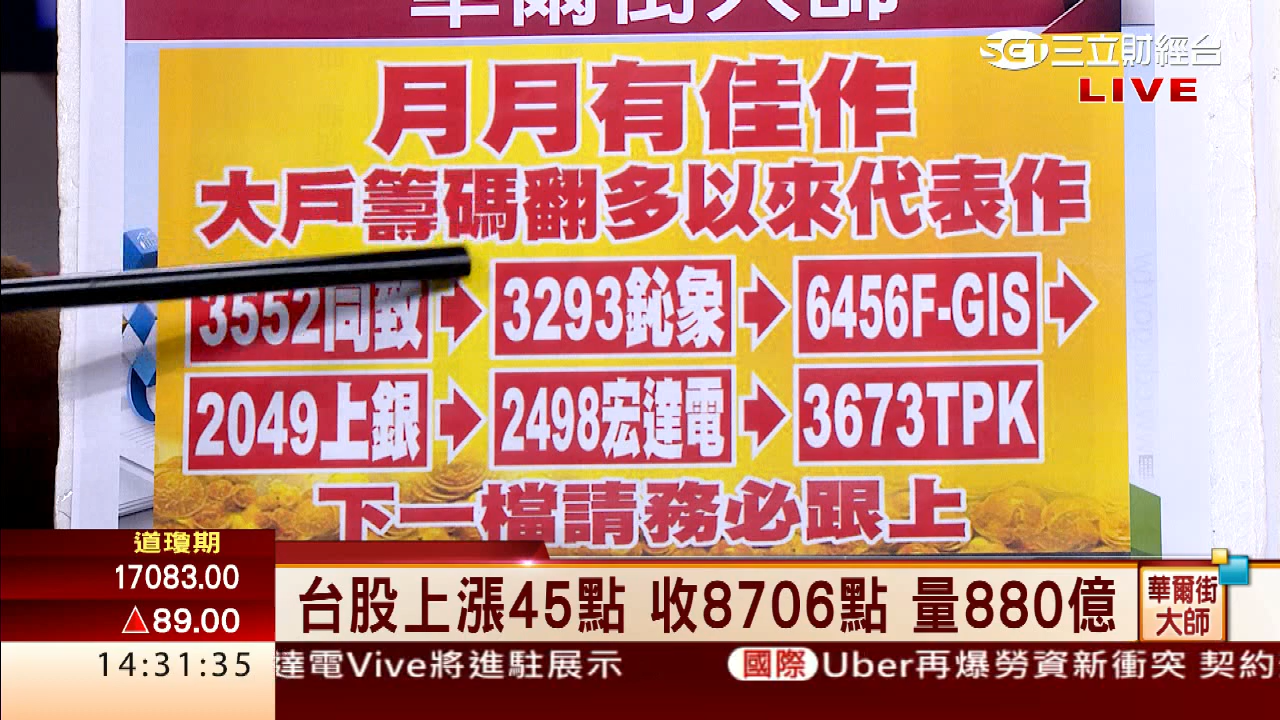 華爾街大師
SET三立財經台
LIVE
月月有佳作
大戶籌碼翻多以來代表作
3552同致
3293鈊象
6456F-GIS
2049上銀
2498宏達電
3673TPK
下一檔請務必跟上
道瓊期
17083.00
▲89.00
台股上漲45點 收8706點 量880億
華爾街
大師
14:31:35
達電Vive將進駐展示 國際 Uber再爆勞資新衝突 契約